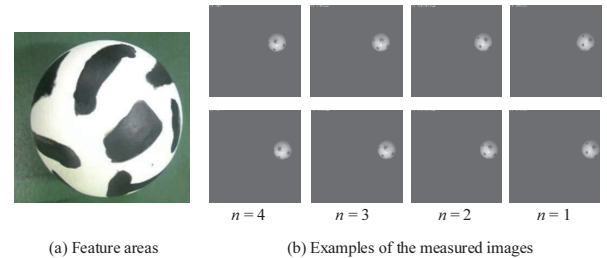 n = 4 n = 3 n = 2 n = 1
(a) Feature areas (b) Examples of the measured images